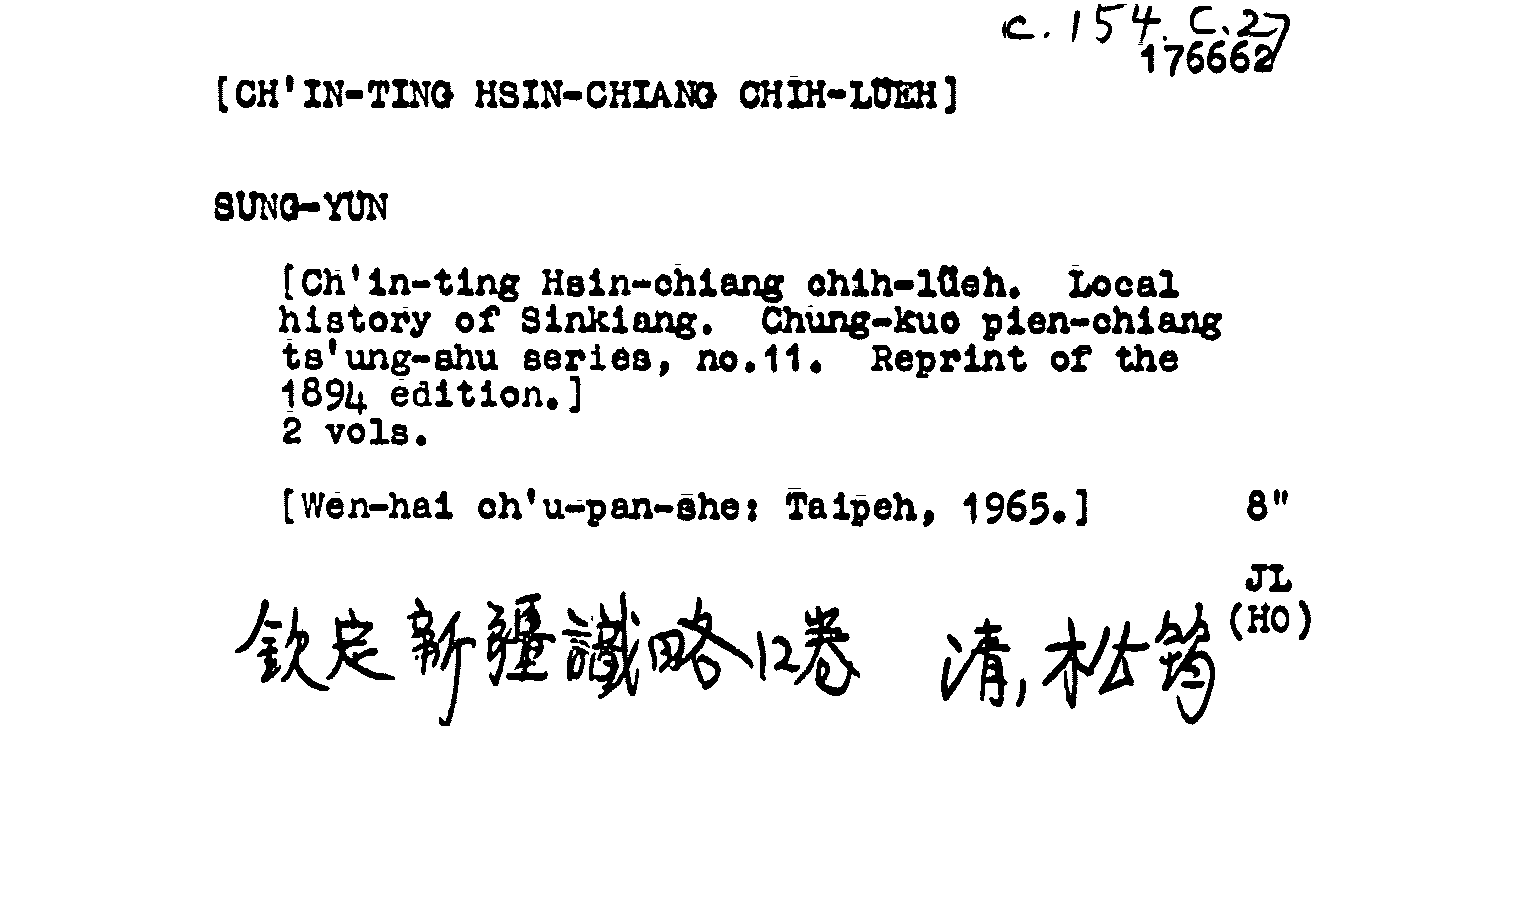 c. 154. C. 27
176662
[CH'IN-TING HSIN-CHIANG CHIH-LÜEH]
SUNG-YUN
[Ch'in-ting Hsin-chiang chih-lüeh. Local
history of Sinkiang. Chung-kuo pien-chiang
ts'ung-shu series, no.11. Reprint of the
1894 edition.]
2 vols.
[Wen-hai ch'u-pan-she: Taipeh, 1965.] 8"
JL
(HO)
欽定新疆識略12卷 清,松筠